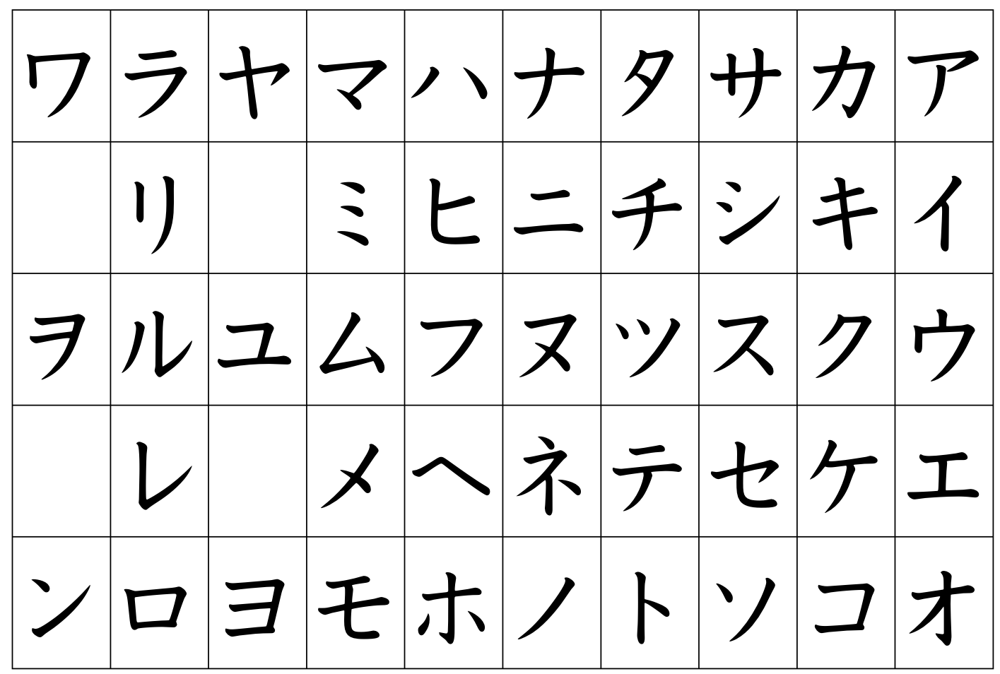 アイウエオ
カキクケコ
サシスセソ
タチツテト
ナニヌネノ
ハヒフヘホ
マミムメモ
ヤユヨ
ラリルレロ
ワヲン